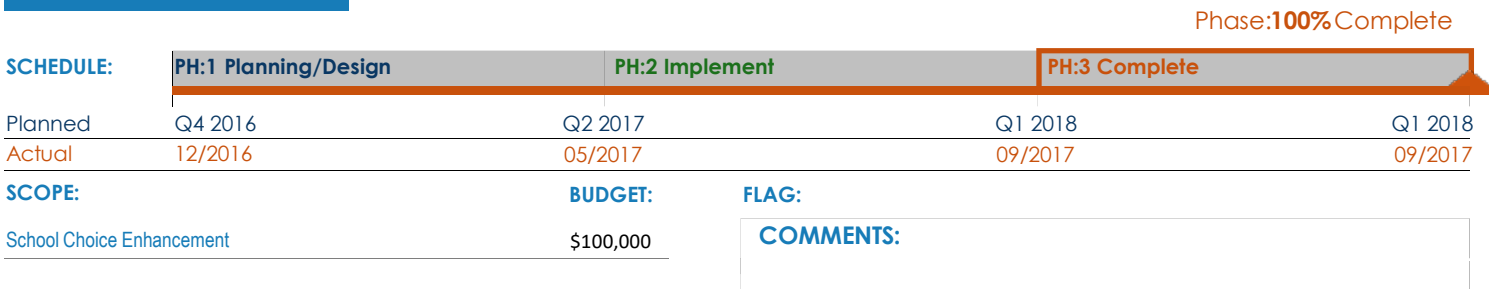 Phase:100% Complete
SCHEDULE: PH:1 Planning/Design PH:2 Implement PH:3 Complete
Planned Q4 2016 Q2 2017 Q1 2018 Q1 2018
Actual 12/2016 05/2017 09/2017 09/2017
SCOPE: BUDGET: FLAG:
School Choice Enhancement $100,000 COMMENTS: